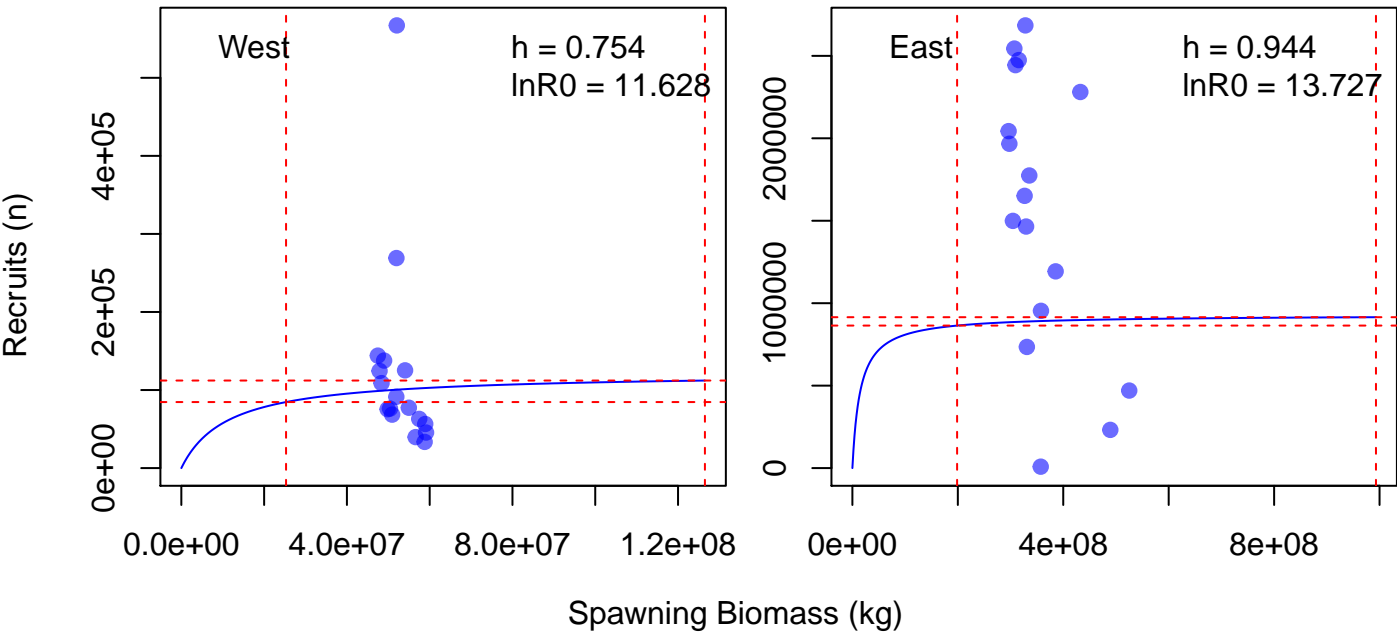 West
h = 0.754
lnR0 = 11.628
East
h = 0.944
lnR0 = 13.727
Recruits (n)
4e+05
2e+05
0e+00
2000000
1000000
0
0.0e+00 4.0e+07 8.0e+07 1.2e+08
0e+00 4e+08 8e+08
Spawning Biomass (kg)